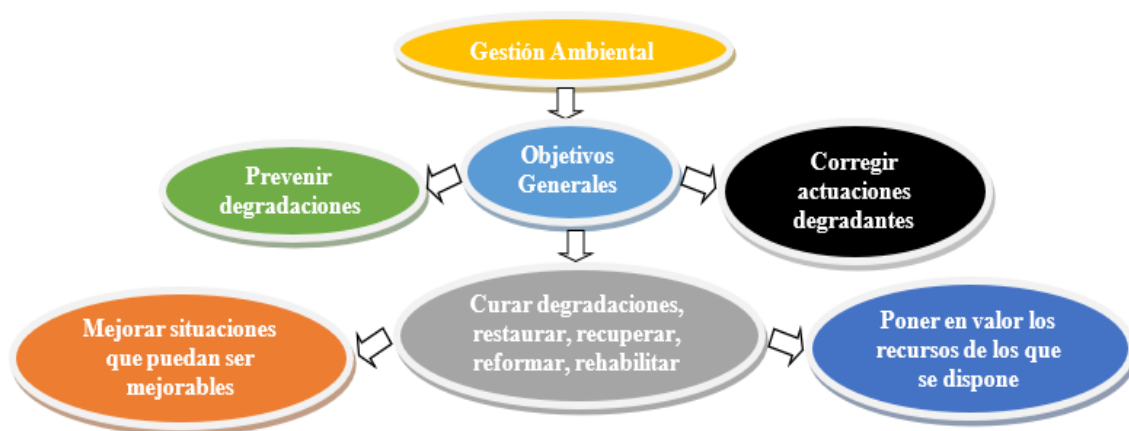 Gestión Ambiental
Objetivos
Generales
Prevenir
degradaciones
Corregir
actuaciones
degradantes
Curar degradaciones,
restaurar, recuperar,
reformar, rehabilitar
Mejorar situaciones
que puedan ser
mejorables
Poner en valor los
recursos de los que
se dispone